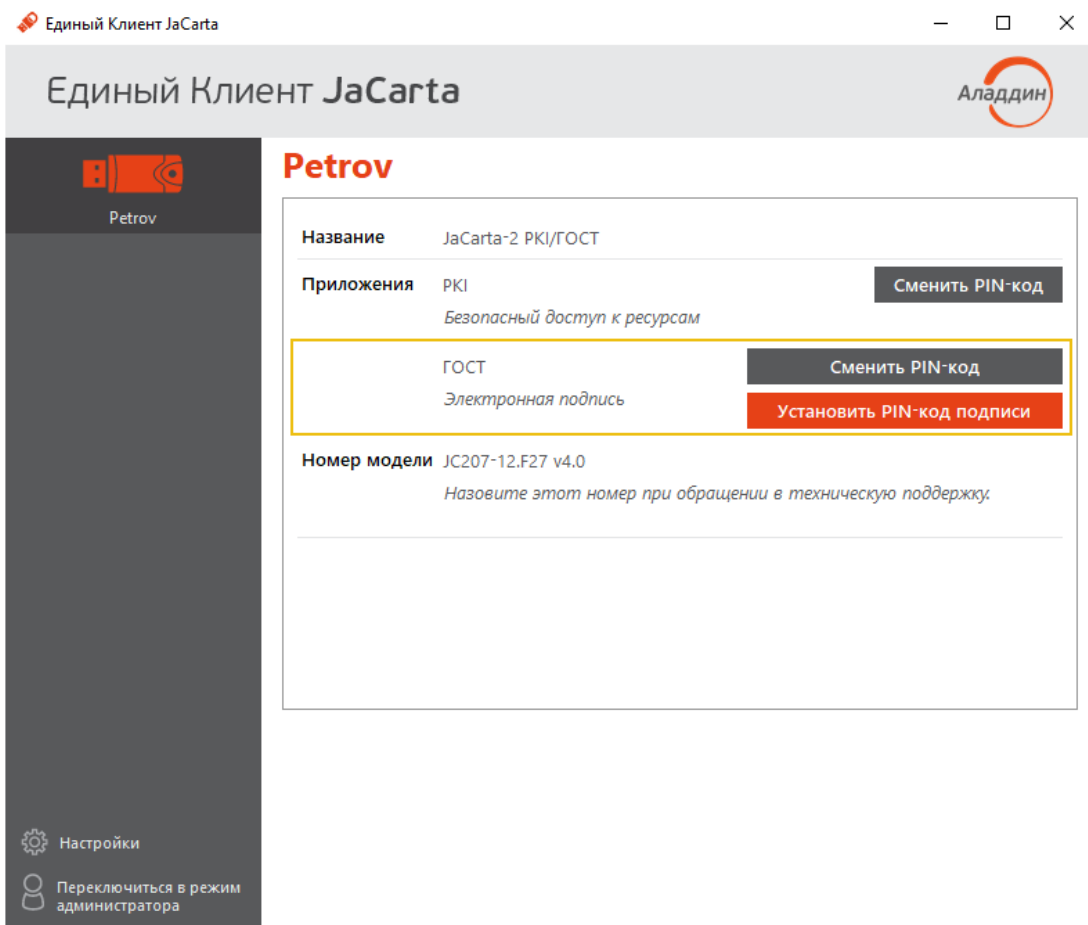 Единый Клиент JaCarta
Единый Клиент JaCarta
Аладдин
Petrov
Petrov
Название JaCarta-2 PKI/ГОСТ
Приложения PKI Сменить PIN-код
Безопасный доступ к ресурсам
ГОСТ Сменить PIN-код
Электронная подпись Установить PIN-код подписи
Номер модели JC207-12.F27 v4.0
Назовите этот номер при обращении в техническую поддержку.
Настройки
Переключиться в режим
администратора